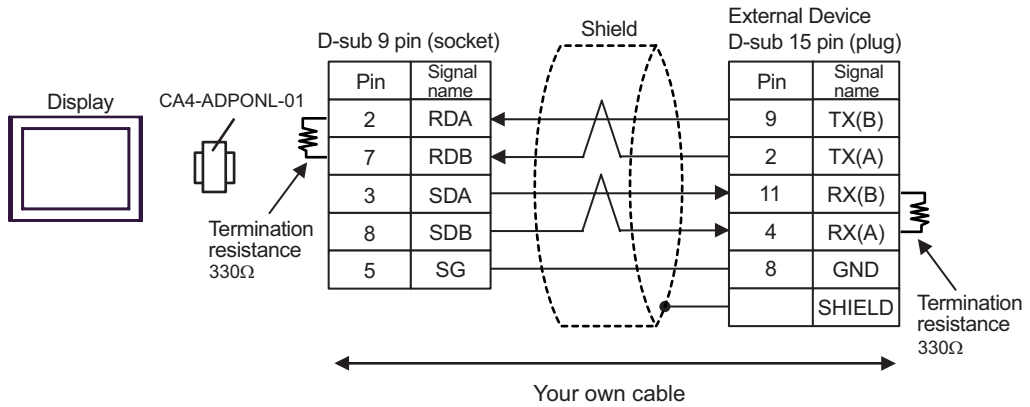 Shield
External Device
D-sub 9 pin (socket)
D-sub 15 pin (plug)
Display
CA4-ADPONL-01
Pin Signal name
2 RDA
7 RDB
3 SDA
8 SDB
5 SG
Pin Signal name
9 TX(B)
2 TX(A)
11 RX(B)
4 RX(A)
8 GND
SHIELD
Termination
resistance
330Ω
Termination
resistance
330Ω
Your own cable